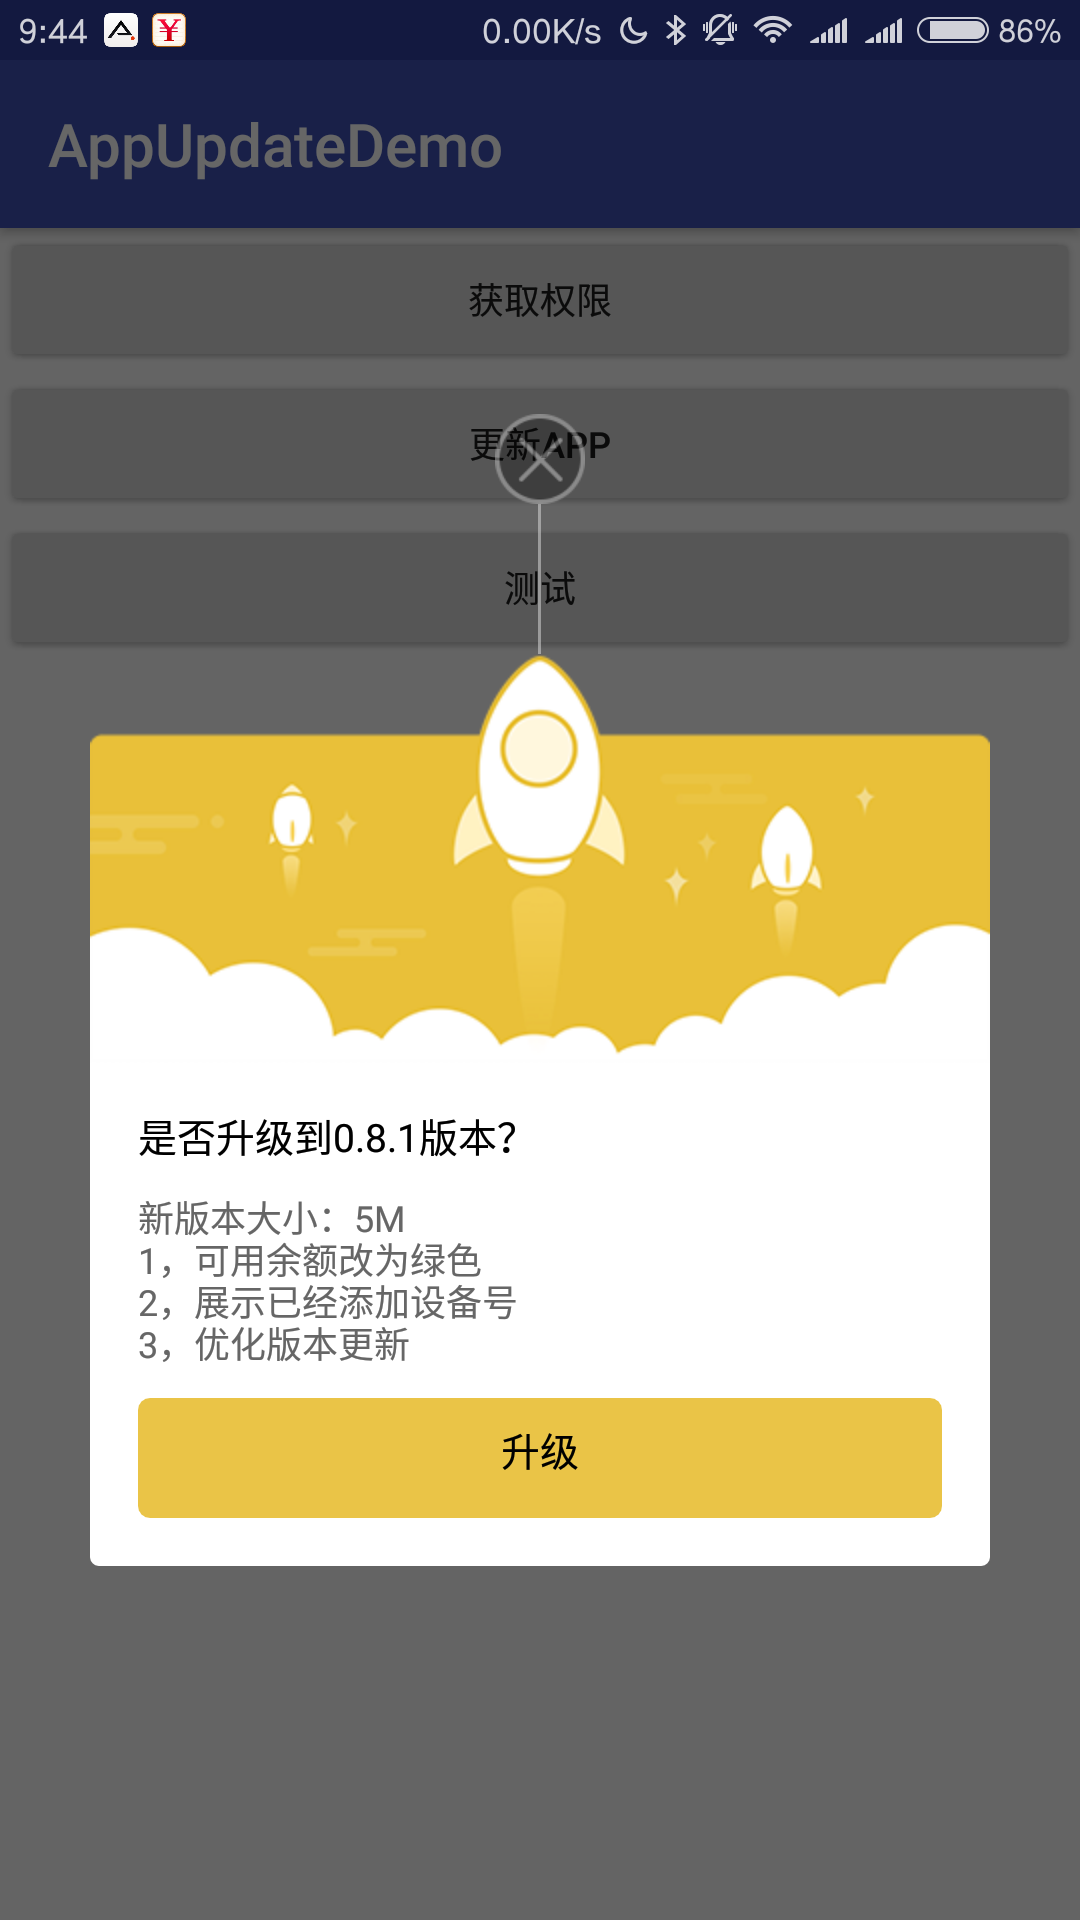 9:44
0.00K/s
86%
AppUpdateDemo
获取权限
更新APP
测试
是否升级到0.8.1版本?
新版本大小：5M
1，可用余额改为绿色
2，展示已经添加设备号
3，优化版本更新
升级